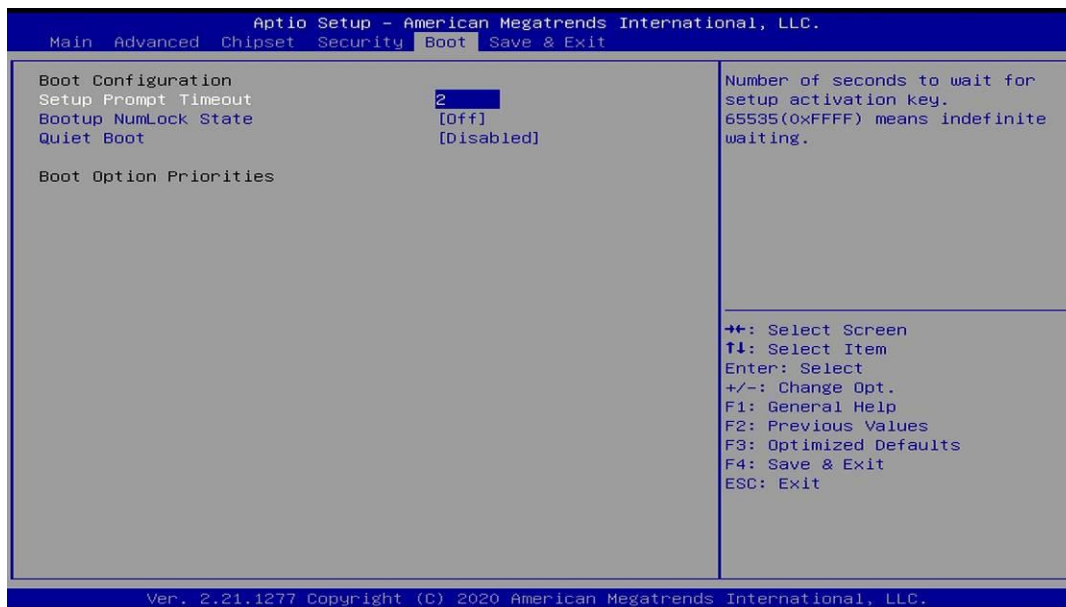 Aptio Setup – American Megatrends International, LLC.
Main Advanced Chipset Security Boot Save & Exit
Boot Configuration
Setup Prompt Timeout 2
Bootup NumLock State [Off]
Quiet Boot [Disabled]
Boot Option Priorities
Number of seconds to wait for
setup activation key.
65535(0xFFFF) means indefinite
waiting.
→←: Select Screen
↑↓: Select Item
Enter: Select
+/-: Change Opt.
F1: General Help
F2: Previous Values
F3: Optimized Defaults
F4: Save & Exit
ESC: Exit
Ver. 2.21.1277 Copyright (C) 2020 American Megatrends International, LLC.